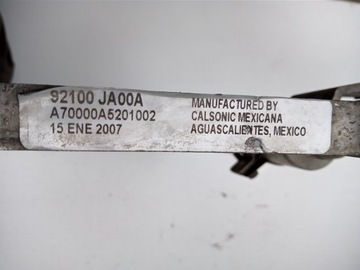 92100 JA00A
A70000A5201002
15 ENE 2007
MANUFACTURED BY
CALSONIC MEXICANA
AGUASCALIENTES, MEXICO